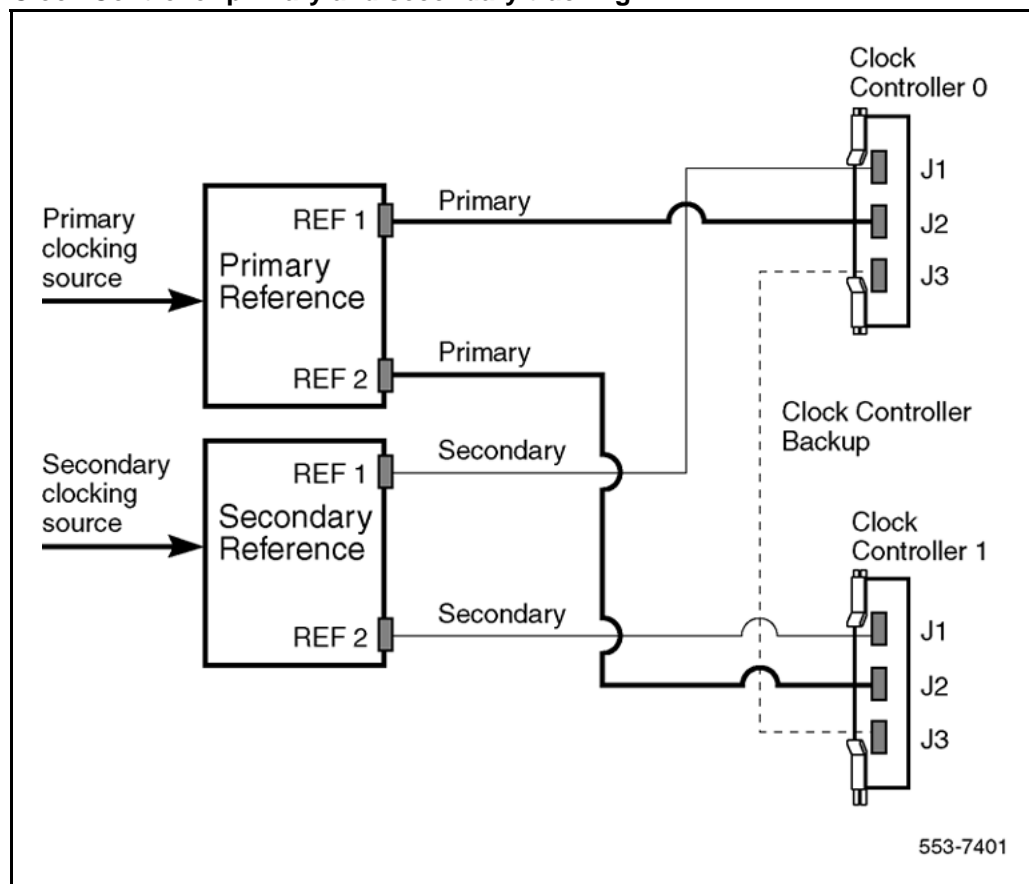 Clock
Controller 0
J1
J2
J3
Primary
clocking
source
REF 1
Primary
Reference
REF 2
Primary
Primary
Secondary
clocking
source
REF 1
Secondary
Reference
REF 2
Secondary
Secondary
Clock Controller
Backup
Clock
Controller 1
J1
J2
J3
553-7401